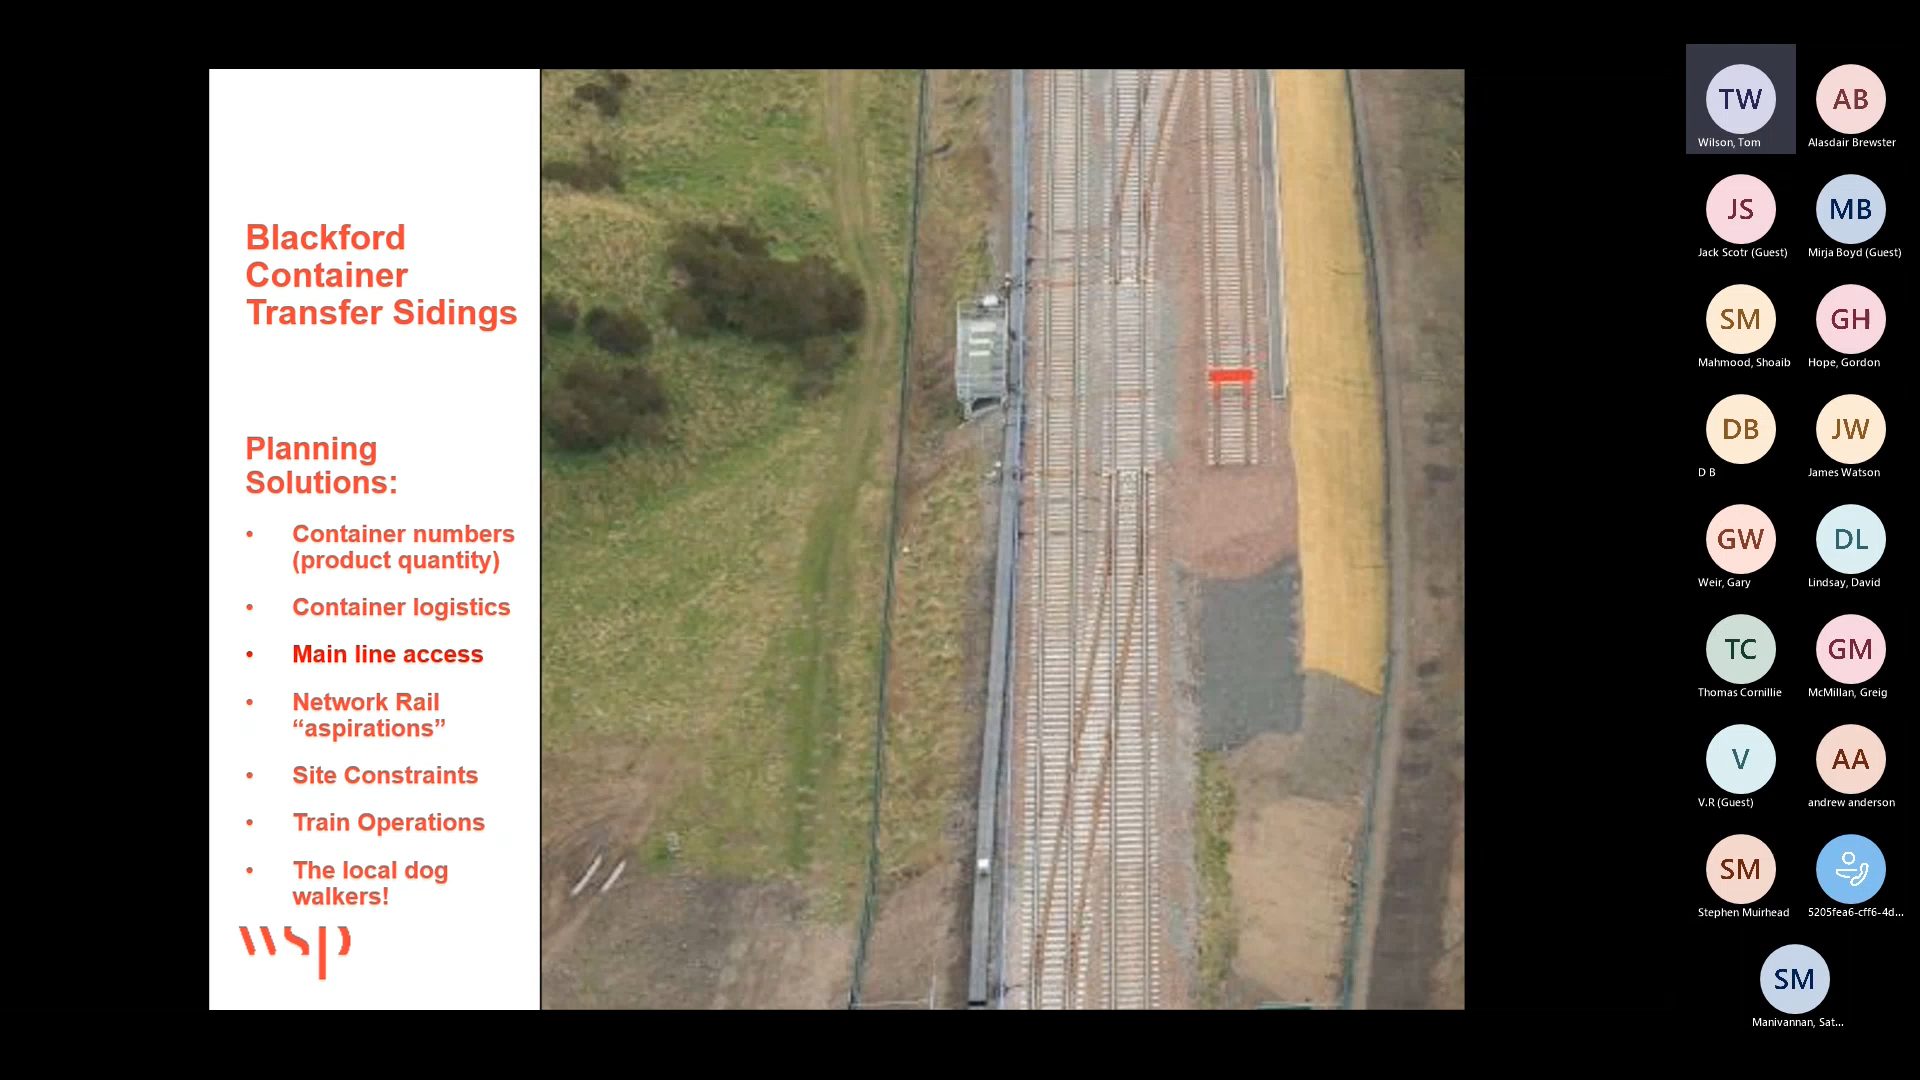 Blackford
Container
Transfer Sidings
Planning
Solutions:
• Container numbers
(product quantity)
• Container logistics
• Main line access
• Network Rail
“aspirations”
• Site Constraints
• Train Operations
• The local dog
walkers!
wsp
TW
Wilson, Tom
AB
Alasdair Brewster
JS
Jack Scotr (Guest)
MB
Mirja Boyd (Guest)
SM
Mahmood, Shoaib
GH
Hope, Gordon
DB
D B
JW
James Watson
GW
Weir, Gary
DL
Lindsay, David
TC
Thomas Cornillie
GM
McMillan, Greig
V
V.R (Guest)
AA
andrew anderson
SM
Stephen Muirhead
5205fea6-cff6-4d...
SM
Manivannan, Sat...